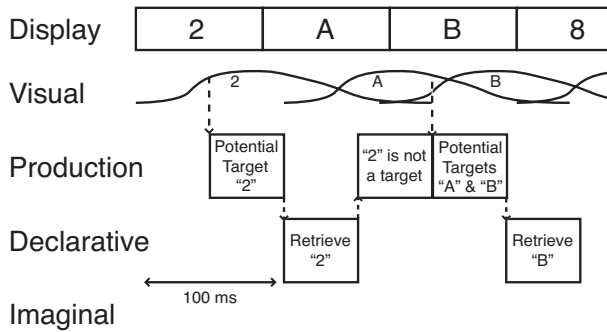 Display 2 A B 8
Visual 2 A B
Production
Potential
Target
“2”
“2” is not
a target
Potential
Targets
“A” & “B”
Declarative
Retrieve
“2”
Retrieve
“B”
100 ms
Imaginal